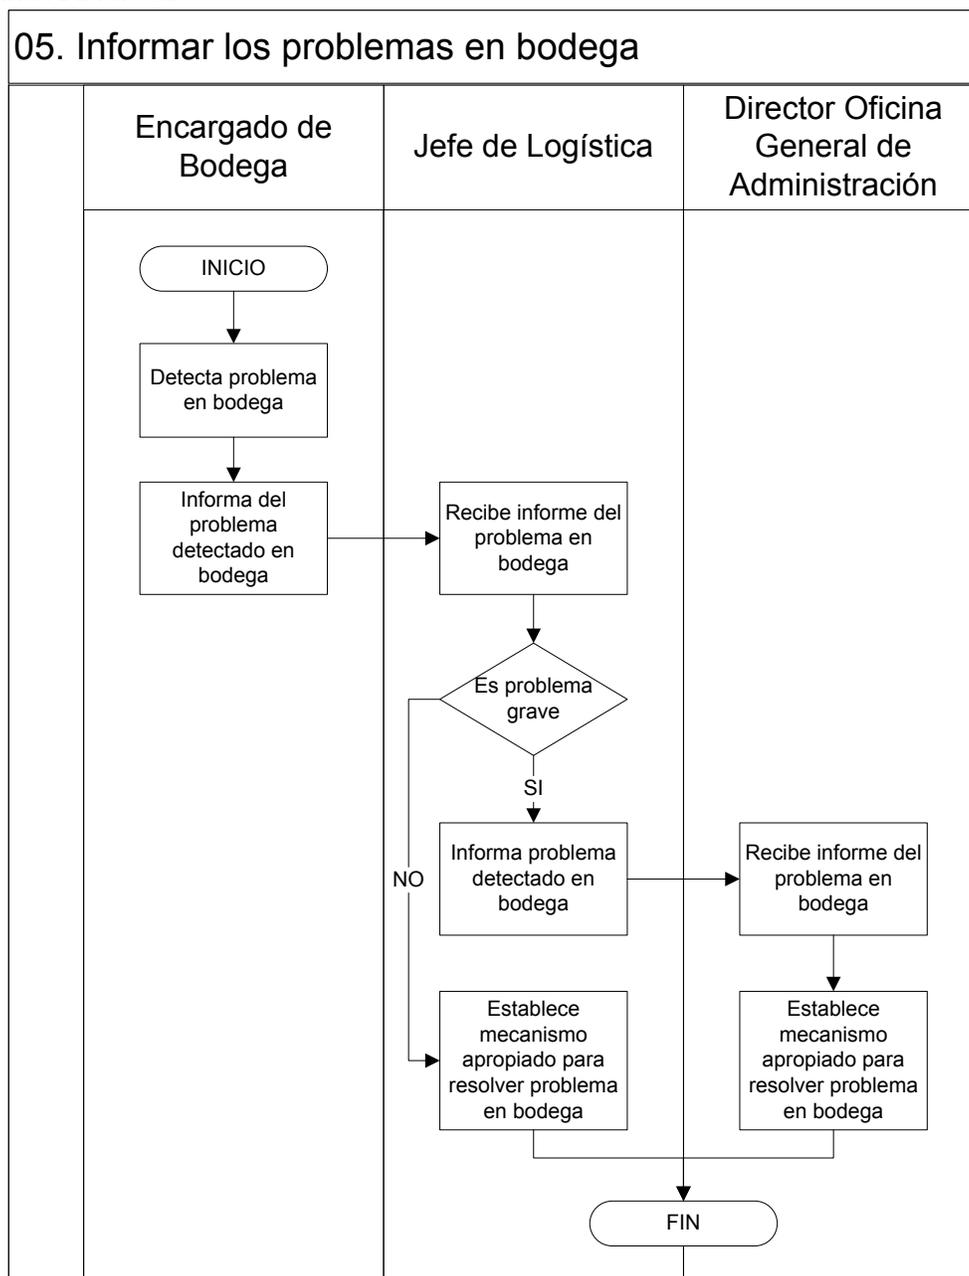 05. Informar los problemas en bodega
Encargado de
Bodega
Jefe de Logística
Director Oficina
General de
Administración
INICIO
Detecta problema
en bodega
Informa del
problema
detectado en
bodega
Recibe informe del
problema en
bodega
Es problema
grave
SI
NO
Informa problema
detectado en
bodega
Recibe informe del
problema en
bodega
Establece
mecanismo
apropiado para
resolver problema
en bodega
Establece
mecanismo
apropiado para
resolver problema
en bodega
FIN